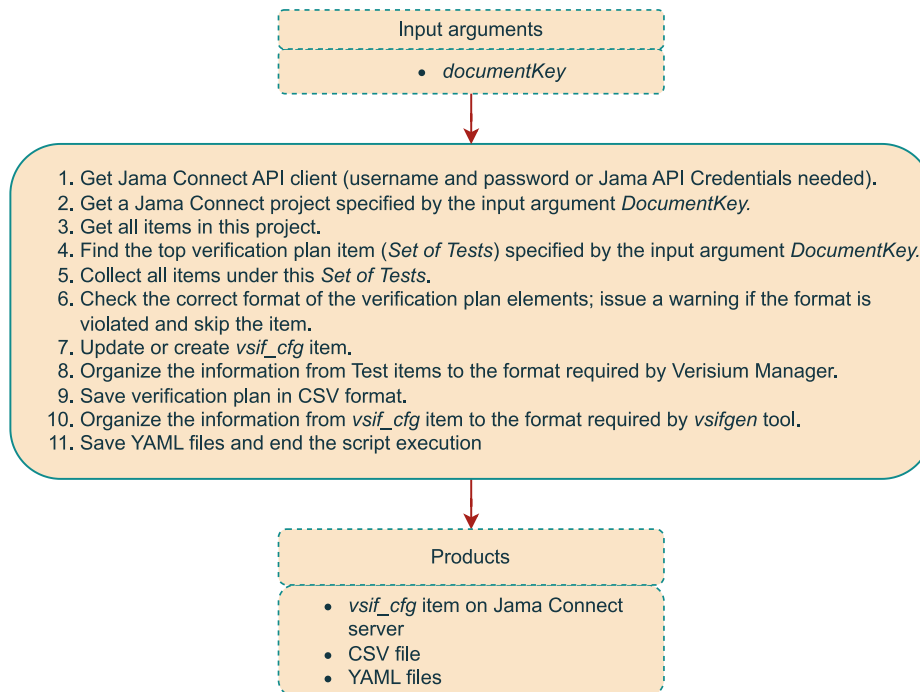 Input arguments
• documentKey
1. Get Jama Connect API client (username and password or Jama API Credentials needed).
2. Get a Jama Connect project specified by the input argument DocumentKey.
3. Get all items in this project.
4. Find the top verification plan item (Set of Tests) specified by the input argument DocumentKey.
5. Collect all items under this Set of Tests.
6. Check the correct format of the verification plan elements; issue a warning if the format is
violated and skip the item.
7. Update or create vsif_cfg item.
8. Organize the information from Test items to the format required by Verisium Manager.
9. Save verification plan in CSV format.
10. Organize the information from vsif_cfg item to the format required by vsifgen tool.
11. Save YAML files and end the script execution
Products
• vsif_cfg item on Jama Connect
server
• CSV file
• YAML files